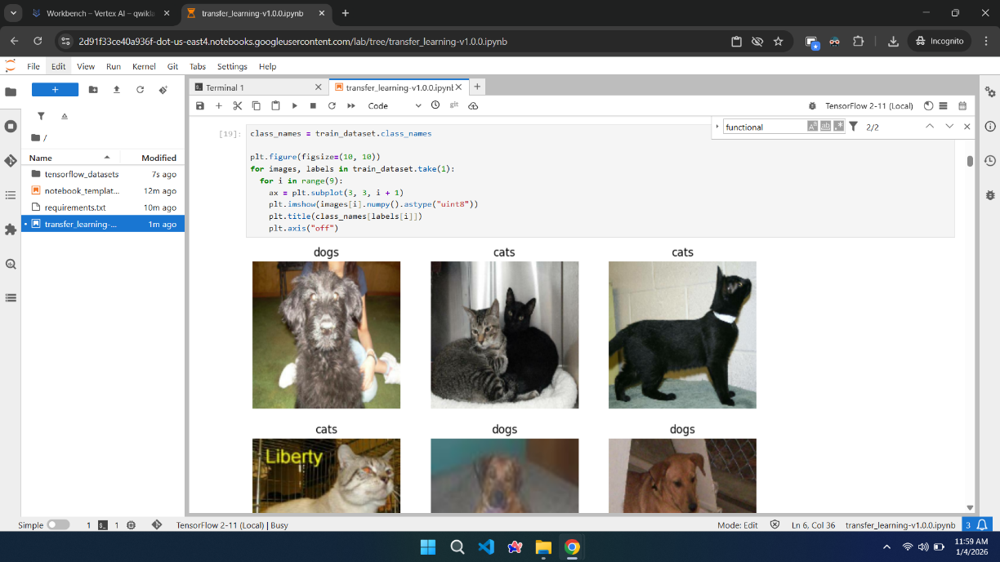 Workbench – Vertex AI – qwikla
transfer_learning-v1.0.0.ipynb
2d91f33ce40a936f-dot-us-east4.notebooks.googleusercontent.com/lab/tree/transfer_learning-v1.0.0.ipynb
Incognito
File Edit View Run Kernel Git Tabs Settings Help
Terminal 1
transfer_learning-v1.0.0.ipynb
Code
git
TensorFlow 2-11 (Local)
functional
2/2
/
Name Modified
tensorflow_datasets 7s ago
notebook_templat... 12m ago
requirements.txt 10m ago
transfer_learning-... 1m ago
[19]:
class_names = train_dataset.class_names
plt.figure(figsize=(10, 10))
for images, labels in train_dataset.take(1):
  for i in range(9):
    ax = plt.subplot(3, 3, i + 1)
    plt.imshow(images[i].numpy().astype("uint8"))
    plt.title(class_names[labels[i]])
    plt.axis("off")
dogs cats cats
cats dogs dogs
Liberty
Simple 1 1 TensorFlow 2-11 (Local) | Busy Mode: Edit Ln 6, Col 36 transfer_learning-v1.0.0.ipynb 3
11:59 AM
1/4/2026